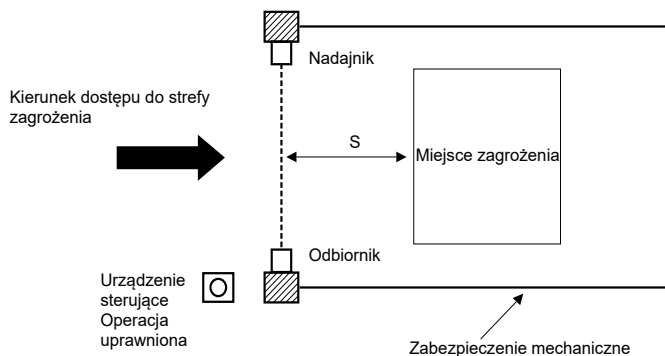 Nadajnik
Kierunek dostępu do strefy
zagrożenia
S
Miejsce zagrożenia
Odbiornik
Urządzenie
sterujące
Operacja
uprawniona
Zabezpieczenie mechaniczne